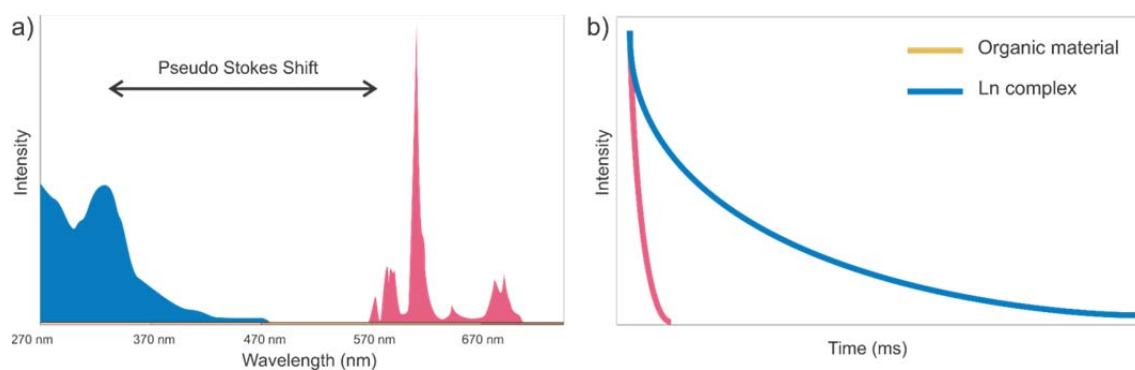 a)
Pseudo Stokes Shift
Intensity
270 nm
370 nm
470 nm
570 nm
670 nm
Wavelength (nm)
b)
Organic material
Ln complex
Intensity
Time (ms)